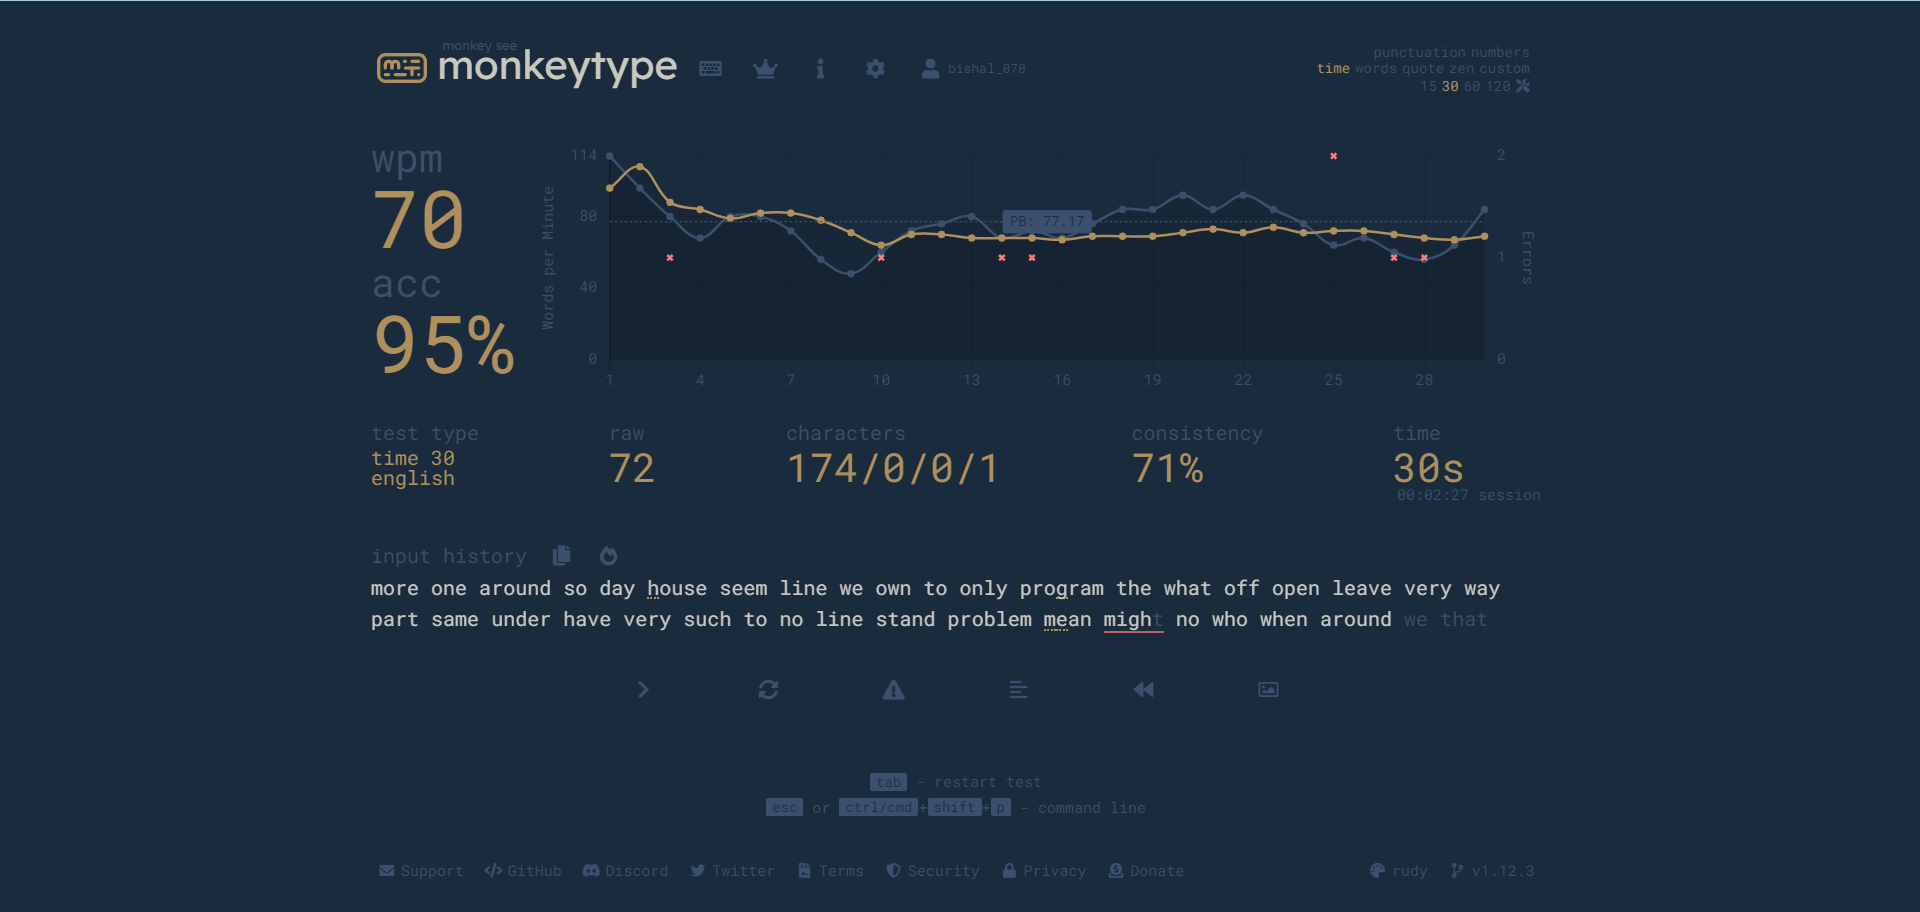 monkey see
monkeytype
bishal_070
punctuation numbers
time words quote zen custom
15 30 60 120
wpm
70
acc
95%
Words per Minute
114
80
40
0
PB: 77.17
2
1
0
Errors
1 4 7 10 13 16 19 22 25 28
test type
time 30
english
raw
72
characters
174/0/0/1
consistency
71%
time
30s
00:02:27 session
input history
more one around so day house seem line we own to only program the what off open leave very way
part same under have very such to no line stand problem mean might no who when around we that
tab - restart test
esc or ctrl/cmd+shift+p - command line
Support GitHub Discord Twitter Terms Security Privacy Donate rudy v1.12.3